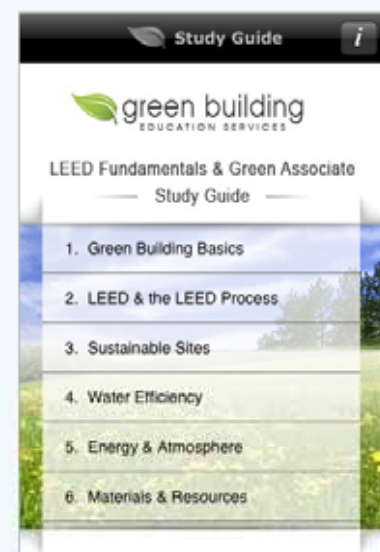 Study Guide
i
green building
EDUCATION SERVICES
LEED Fundamentals & Green Associate
Study Guide
1. Green Building Basics
2. LEED & the LEED Process
3. Sustainable Sites
4. Water Efficiency
5. Energy & Atmosphere
6. Materials & Resources